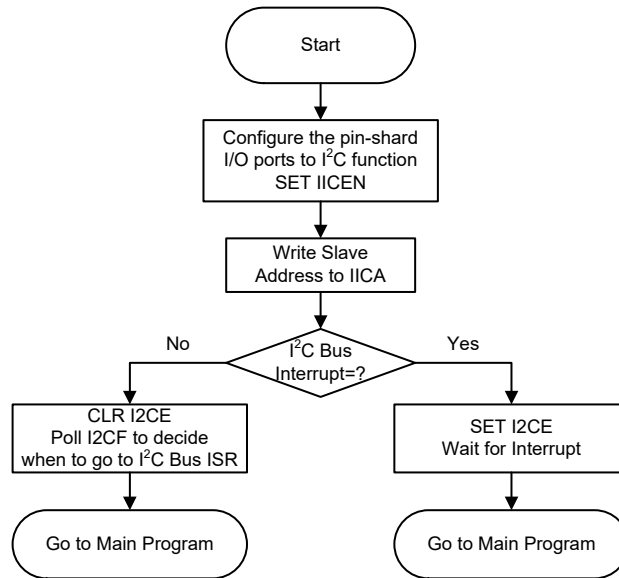 Start
Configure the pin-shard
I/O ports to I²C function
SET IICEN
Write Slave
Address to IICA
No
I²C Bus
Interrupt=?
Yes
CLR I2CE
Poll I2CF to decide
when to go to I²C Bus ISR
SET I2CE
Wait for Interrupt
Go to Main Program
Go to Main Program